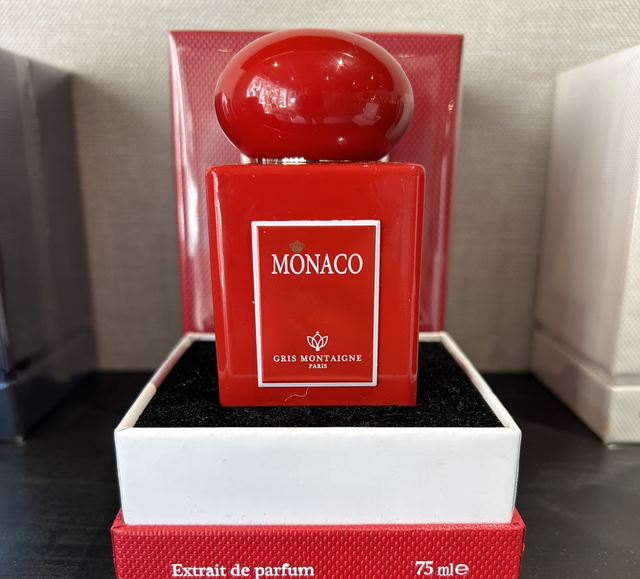 MONACO
GRIS MONTAIGNE
PARIS
Extrait de parfum
75 ml℮